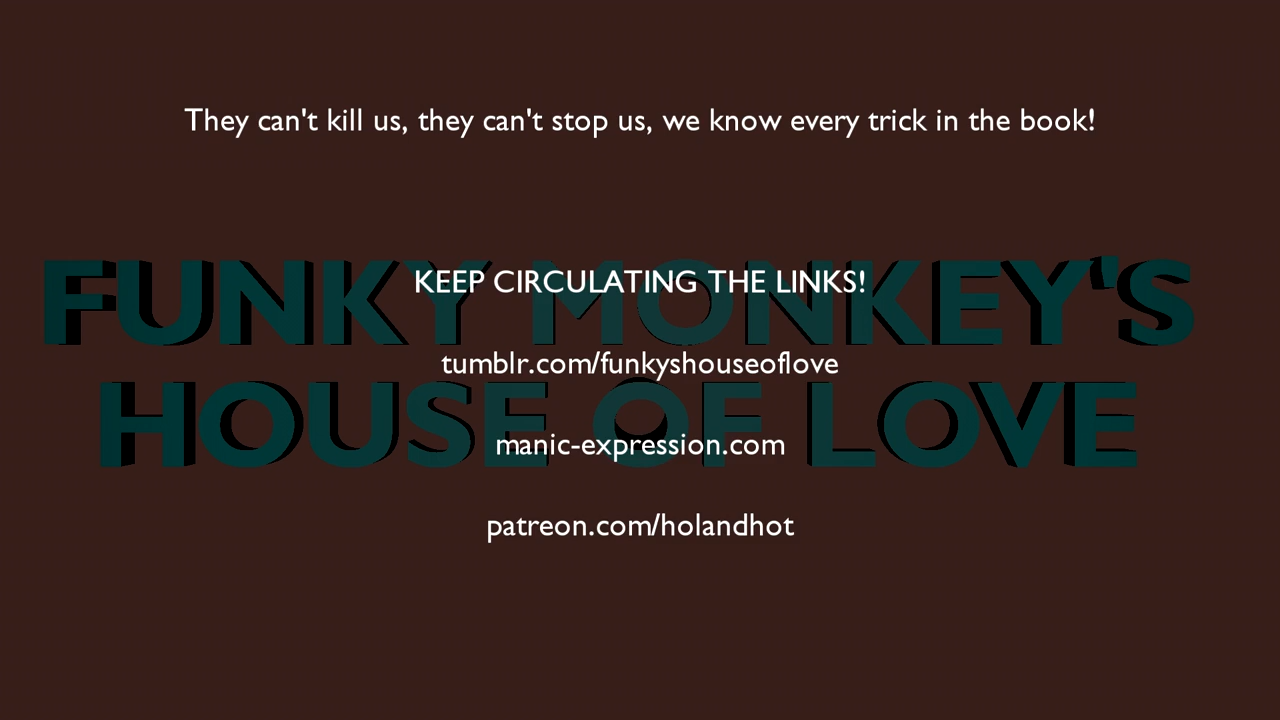 They can't kill us, they can't stop us, we know every trick in the book!
FUNKY MONKEY'S
KEEP CIRCULATING THE LINKS!
tumblr.com/funkyshouseoflove
HOUSE OF LOVE
manic-expression.com
patreon.com/holandhot